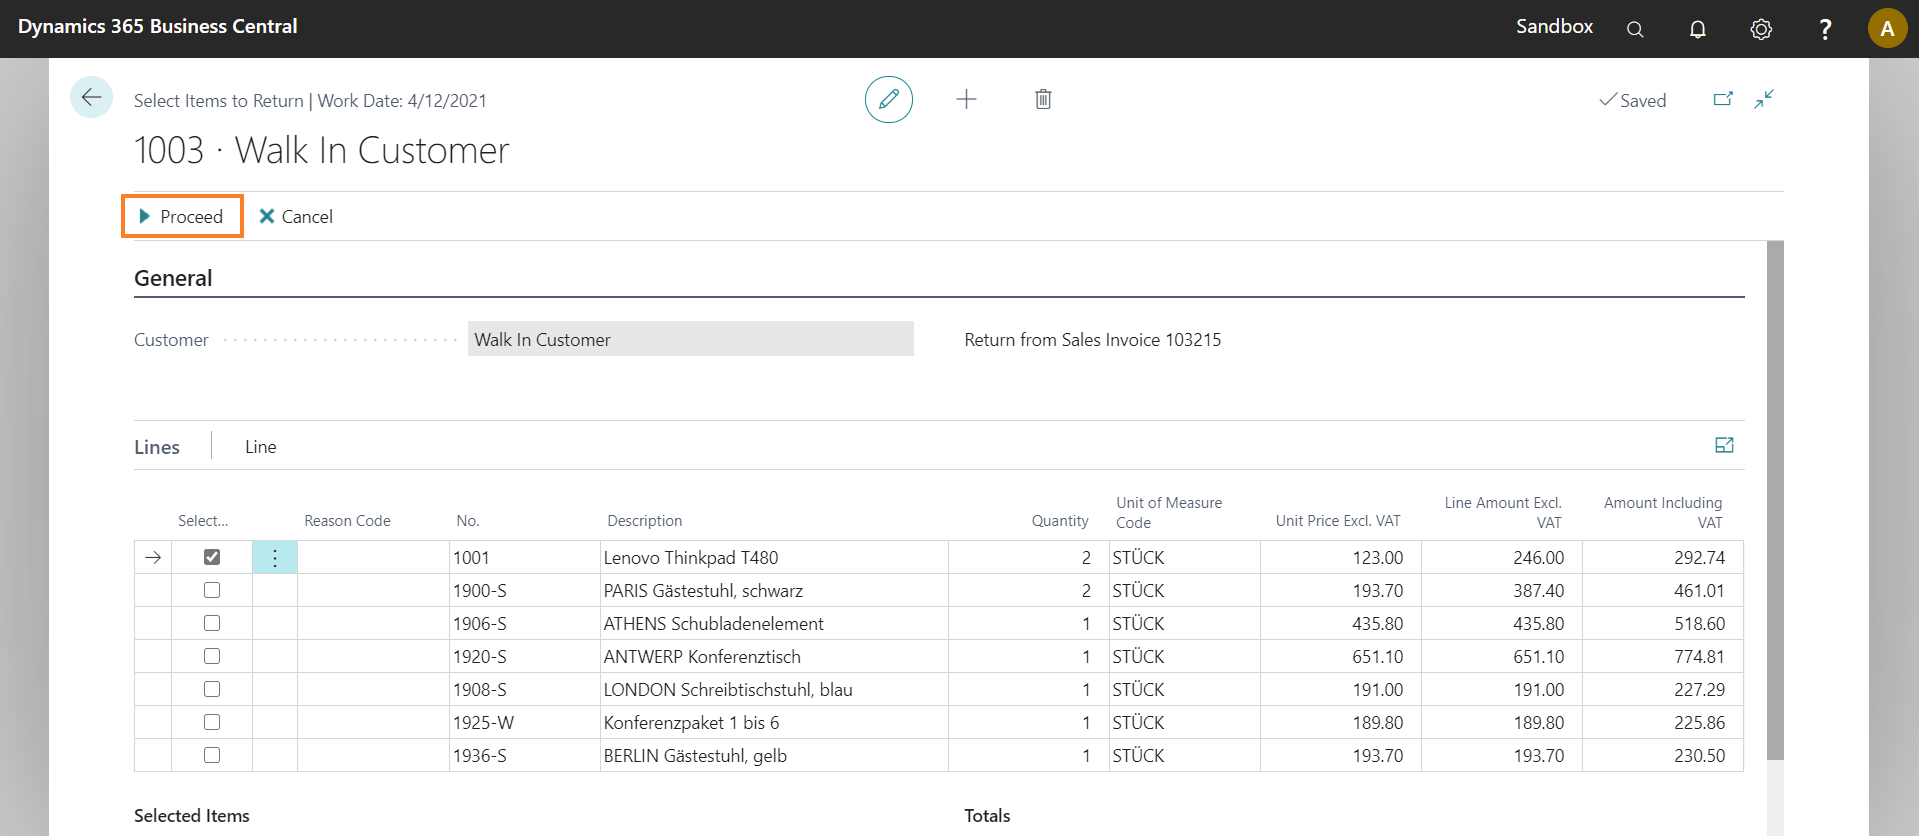 Dynamics 365 Business Central
Sandbox
?
A
Select Items to Return | Work Date: 4/12/2021
Saved
1003 · Walk In Customer
Proceed
Cancel
General
Customer
Walk In Customer
Return from Sales Invoice 103215
Lines
Line
Select...
Reason Code
No.
Description
Quantity
Unit of Measure
Code
Unit Price Excl. VAT
Line Amount Excl.
VAT
Amount Including
VAT
1001 Lenovo Thinkpad T480 2 STÜCK 123.00 246.00 292.74
1900-S PARIS Gästestuhl, schwarz 2 STÜCK 193.70 387.40 461.01
1906-S ATHENS Schubladenelement 1 STÜCK 435.80 435.80 518.60
1920-S ANTWERP Konferenztisch 1 STÜCK 651.10 651.10 774.81
1908-S LONDON Schreibtischstuhl, blau 1 STÜCK 191.00 191.00 227.29
1925-W Konferenzpaket 1 bis 6 1 STÜCK 189.80 189.80 225.86
1936-S BERLIN Gästestuhl, gelb 1 STÜCK 193.70 193.70 230.50
Selected Items
Totals